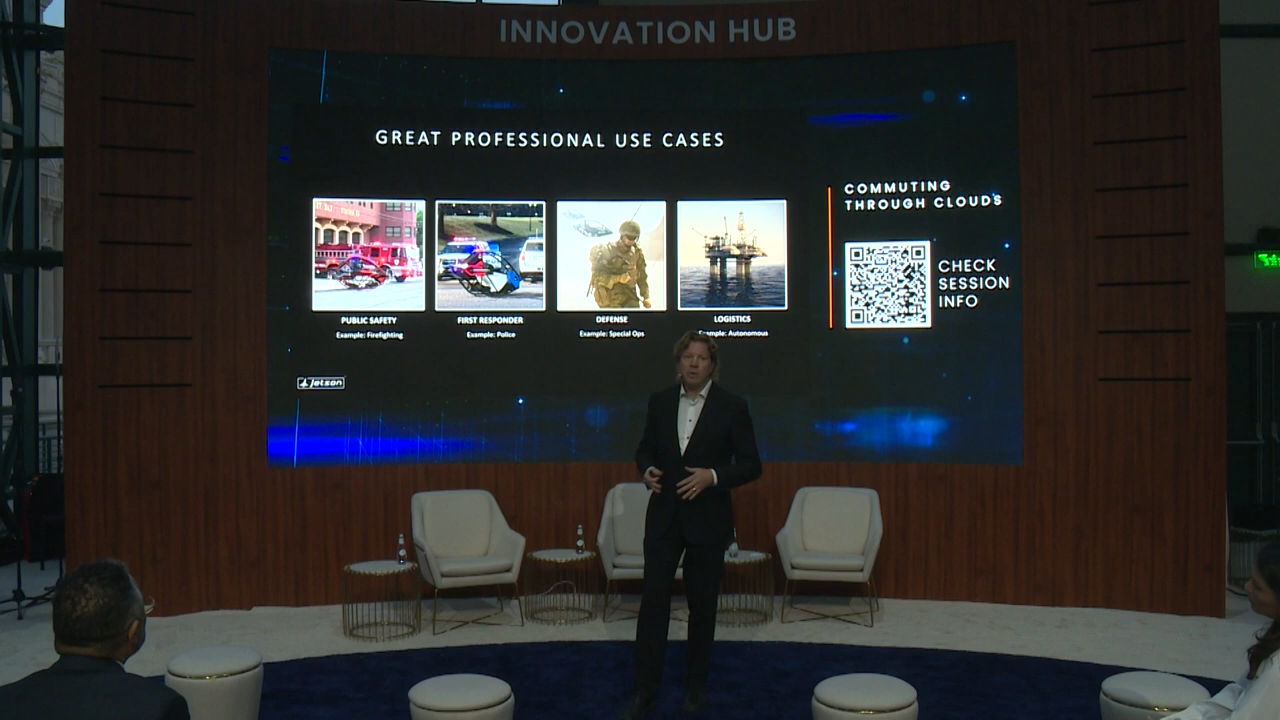 INNOVATION HUB
GREAT PROFESSIONAL USE CASES
COMMUTING
THROUGH CLOUDS
CHECK
SESSION
INFO
PUBLIC SAFETY
Example: Firefighting
FIRST RESPONDER
Example: Police
DEFENSE
Example: Special Ops
LOGISTICS
Example: Autonomous
Jetson